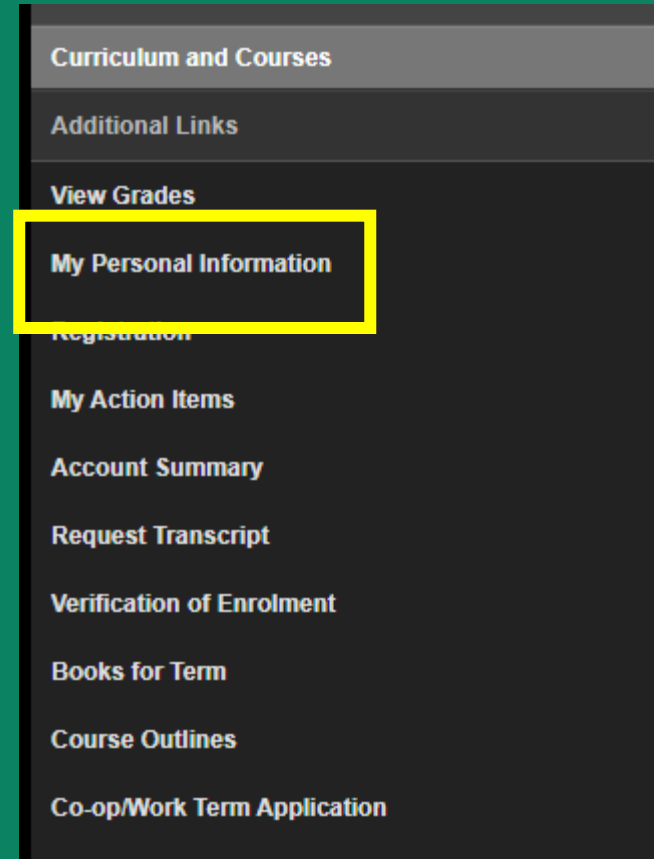 Curriculum and Courses
Additional Links
View Grades
My Personal Information
Registration
My Action Items
Account Summary
Request Transcript
Verification of Enrolment
Books for Term
Course Outlines
Co-op/Work Term Application